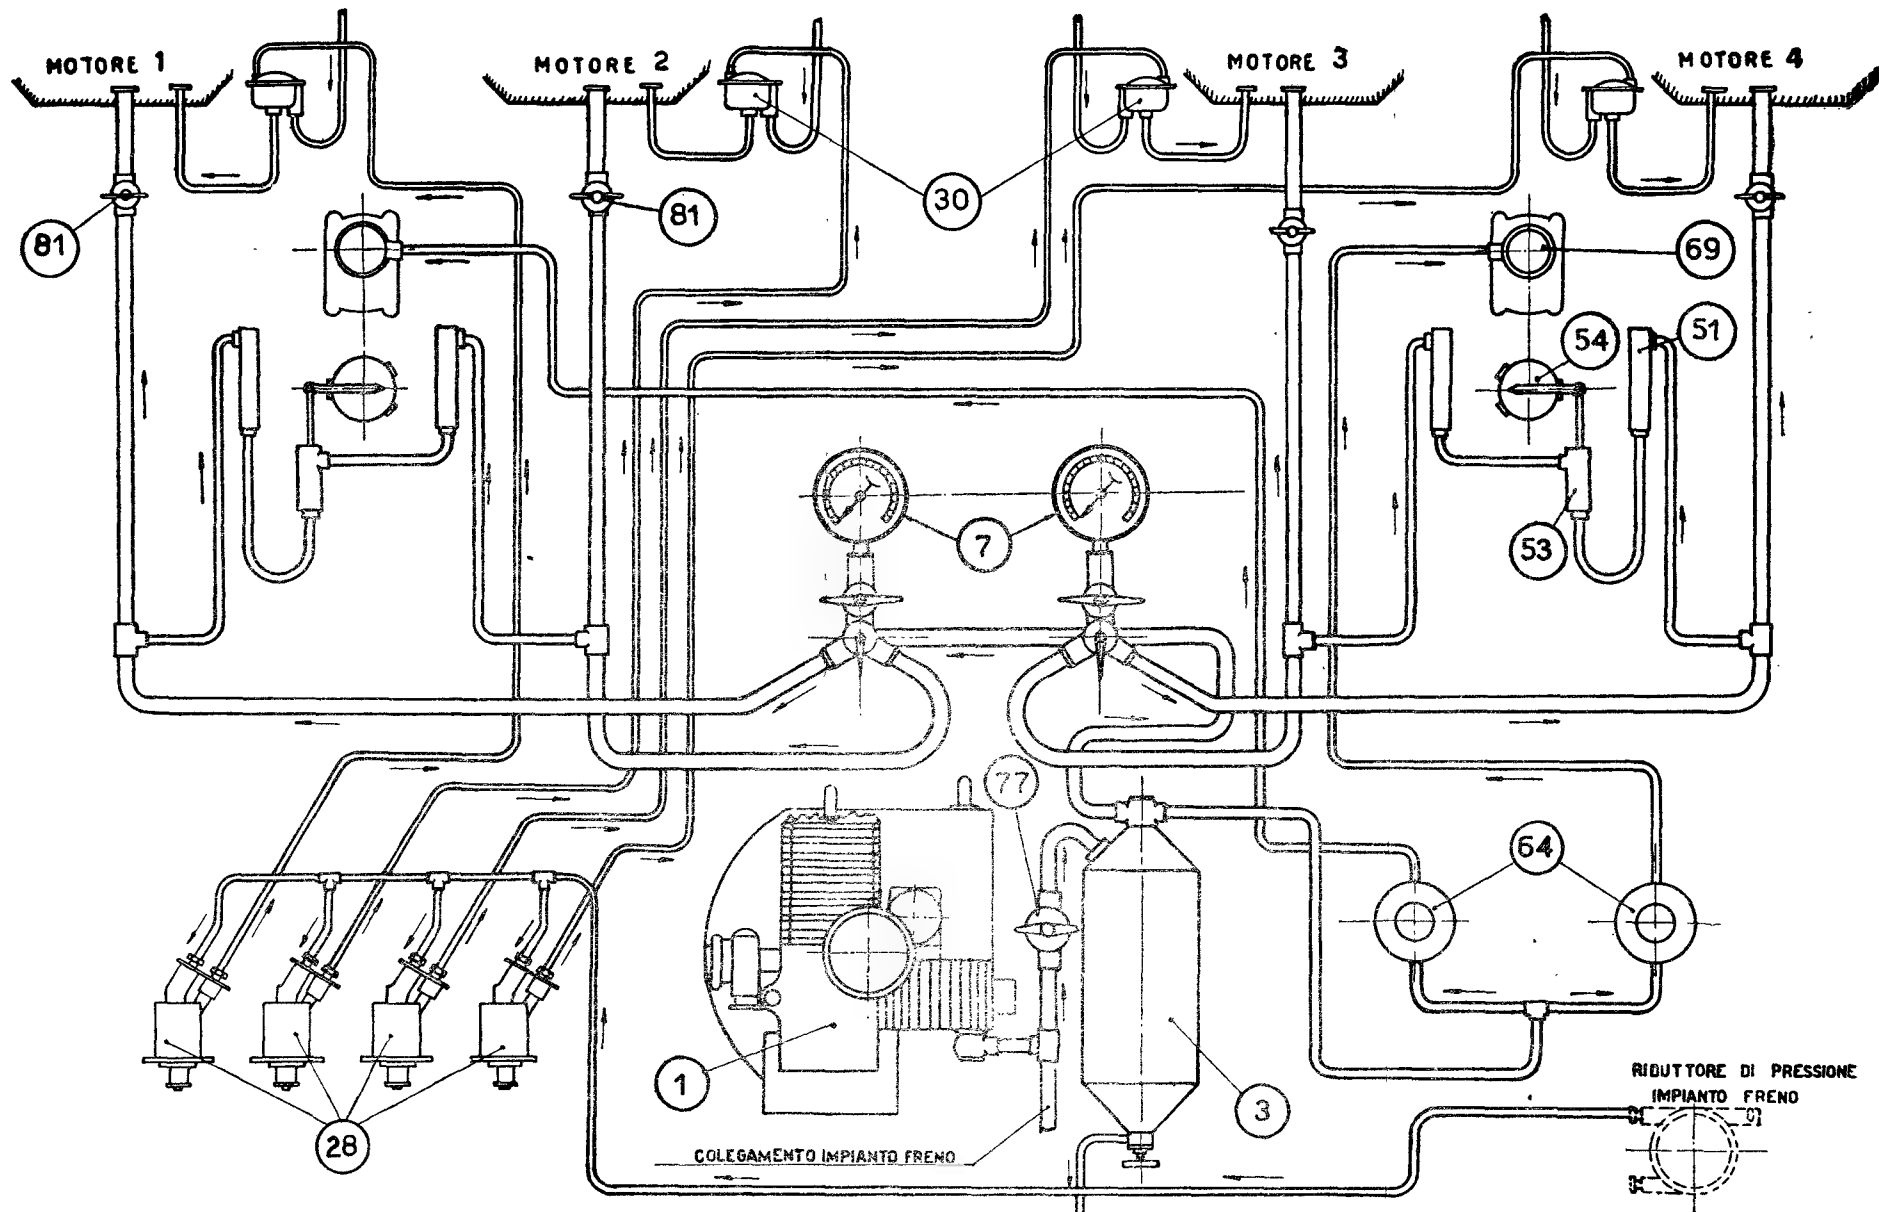 MOTORE 1
MOTORE 2
MOTORE 3
MOTORE 4
30
81
81
69
54
51
7
53
77
64
1
3
28
RIDUTTORE DI PRESSIONE
IMPIANTO FRENO
COLEGAMENTO IMPIANTO FRENO